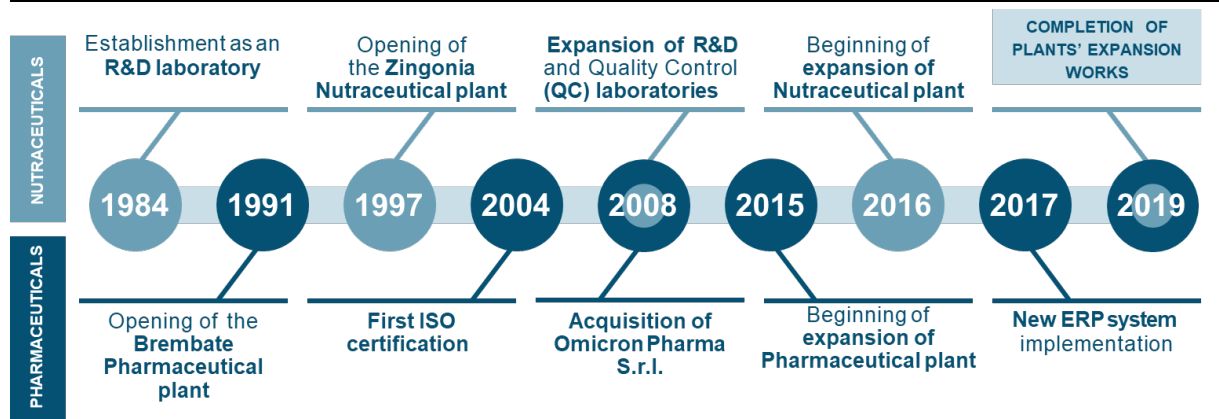 NUTRACEUTICALS
Establishment as an
R&D laboratory
Opening of
the Zingonia
Nutraceutical plant
Expansion of R&D
and Quality Control
(QC) laboratories
Beginning of
expansion of
Nutraceutical plant
COMPLETION OF
PLANTS’ EXPANSION
WORKS
1984
1991
1997
2004
2008
2015
2016
2017
2019
PHARMACEUTICALS
Opening of the
Brembate
Pharmaceutical
plant
First ISO
certification
Acquisition of
Omicron Pharma
S.r.l.
Beginning of
expansion of
Pharmaceutical plant
New ERP system
implementation